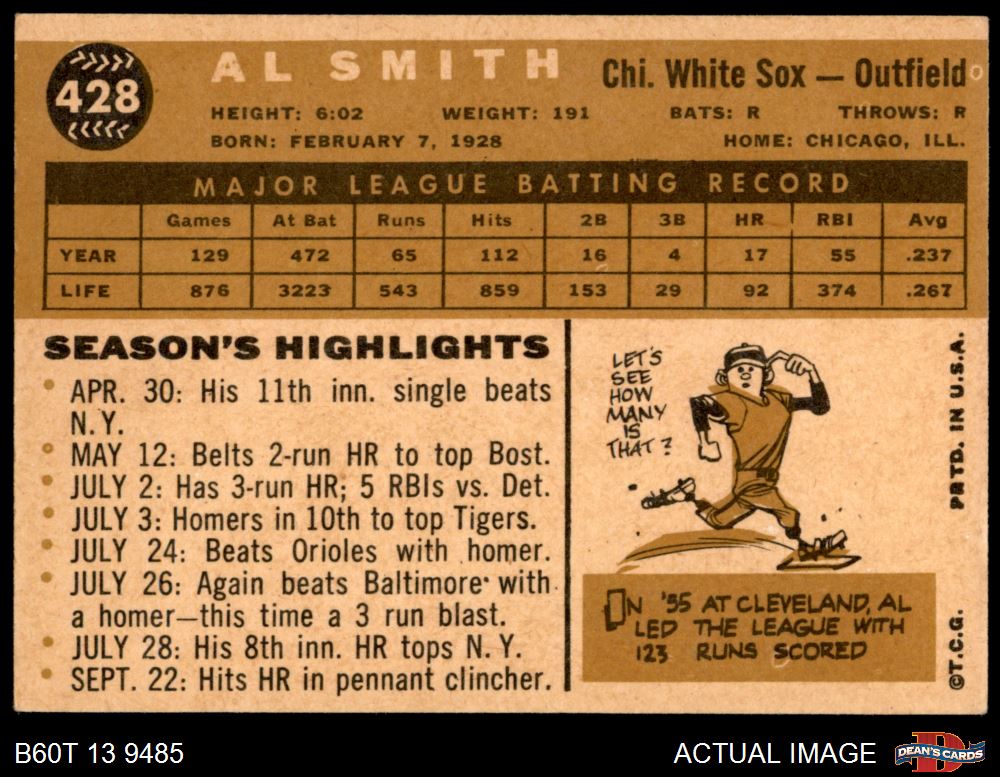 428
AL SMITH
Chi. White Sox — Outfield
HEIGHT: 6:02 WEIGHT: 191 BATS: R THROWS: R
BORN: FEBRUARY 7, 1928 HOME: CHICAGO, ILL.
MAJOR LEAGUE BATTING RECORD
Games At Bat Runs Hits 2B 3B HR RBI Avg
YEAR 129 472 65 112 16 4 17 55 .237
LIFE 876 3223 543 859 153 29 92 374 .267
SEASON'S HIGHLIGHTS
• APR. 30: His 11th inn. single beats
N.Y.
• MAY 12: Belts 2-run HR to top Bost.
• JULY 2: Has 3-run HR; 5 RBIs vs. Det.
• JULY 3: Homers in 10th to top Tigers.
• JULY 24: Beats Orioles with homer.
• JULY 26: Again beats Baltimore with
a homer—this time a 3 run blast.
• JULY 28: His 8th inn. HR tops N.Y.
• SEPT. 22: Hits HR in pennant clincher.
LET'S
SEE
HOW
MANY
IS
THAT?
ON '55 AT CLEVELAND, AL
LED THE LEAGUE WITH
123 RUNS SCORED
©T.C.G. PRTD. IN U.S.A.
B60T 13 9485
ACTUAL IMAGE
DEAN'S CARDS